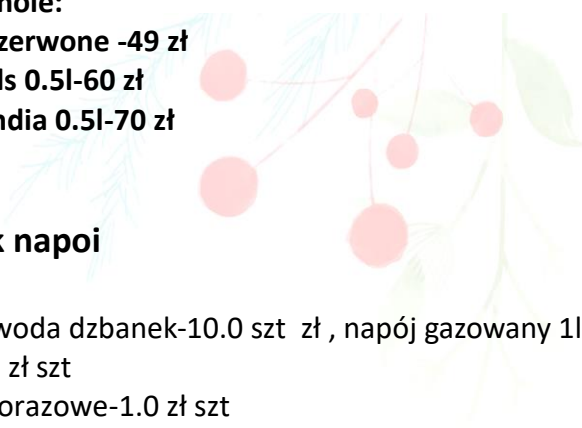 hole:
zerwone -49 zł
ls 0.5l-60 zł
ndia 0.5l-70 zł
k napoi
woda dzbanek-10.0 szt  zł , napój gazowany 1l
zł szt
orazowe-1.0 zł szt